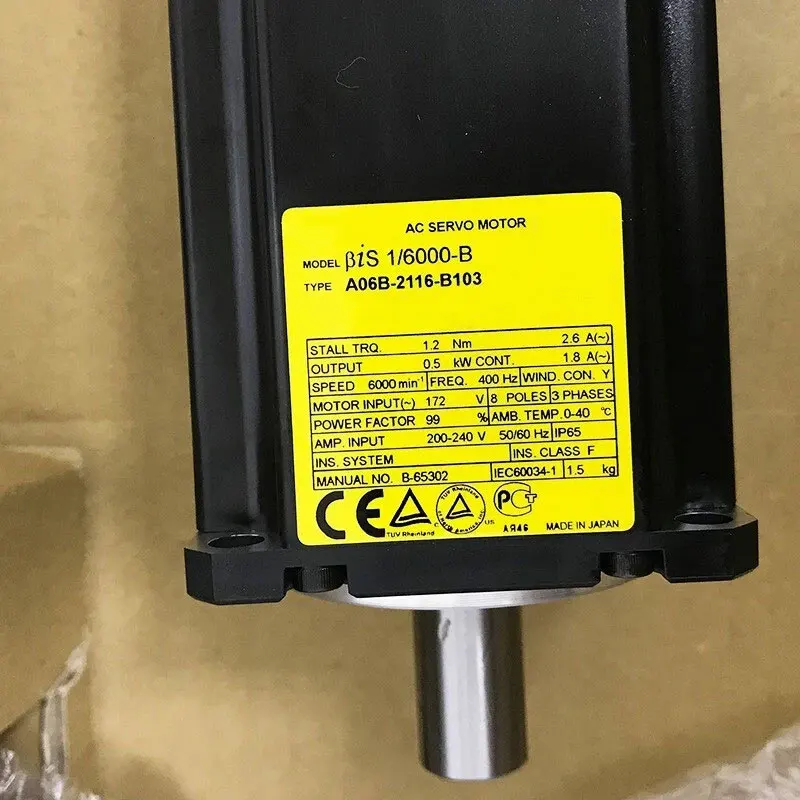 AC SERVO MOTOR
MODEL βiS 1/6000-B
TYPE A06B-2116-B103
STALL TRQ. 1.2 Nm 2.6 A(~)
OUTPUT 0.5 kW CONT. 1.8 A(~)
SPEED 6000 min⁻¹ FREQ. 400 Hz WIND. CON. Y
MOTOR INPUT(~) 172 V 8 POLES 3 PHASES
POWER FACTOR 99 % AMB. TEMP. 0-40 ℃
AMP. INPUT 200-240 V 50/60 Hz IP65
INS. SYSTEM INS. CLASS F
MANUAL NO. B-65302 IEC60034-1 1.5 kg
CE
TUV Rheinland
C US
PCT
АЯ46
MADE IN JAPAN